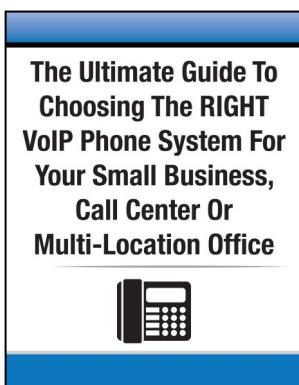 The Ultimate Guide To
Choosing The RIGHT
VoIP Phone System For
Your Small Business,
Call Center Or
Multi-Location Office